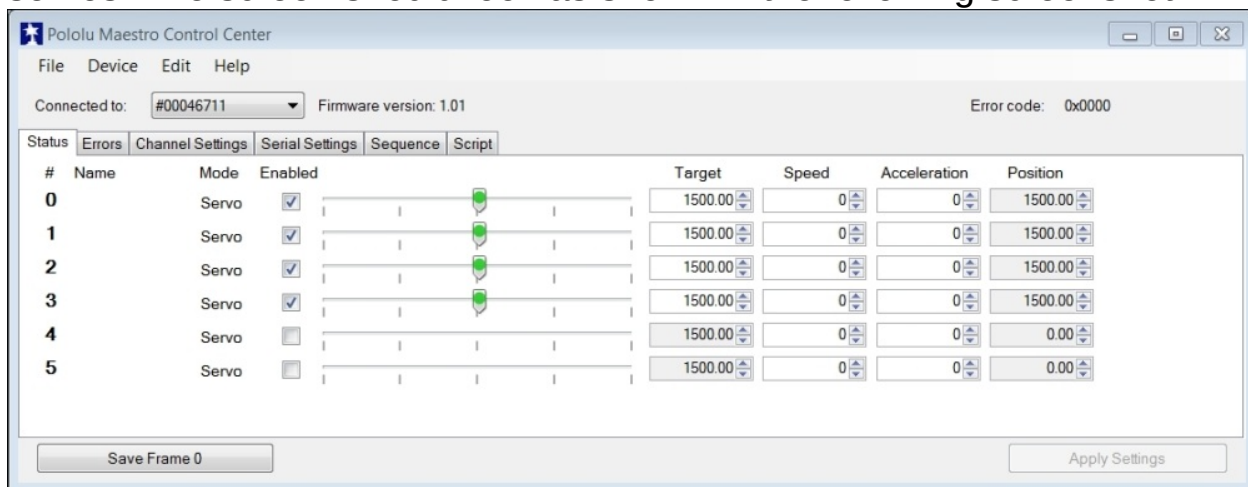 Pololu Maestro Control Center
File Device Edit Help
Connected to: #00046711 Firmware version: 1.01 Error code: 0x0000
Status Errors Channel Settings Serial Settings Sequence Script
# Name Mode Enabled Target Speed Acceleration Position
0 Servo 1500.00 0 0 1500.00
1 Servo 1500.00 0 0 1500.00
2 Servo 1500.00 0 0 1500.00
3 Servo 1500.00 0 0 1500.00
4 Servo 1500.00 0 0 0.00
5 Servo 1500.00 0 0 0.00
Save Frame 0 Apply Settings